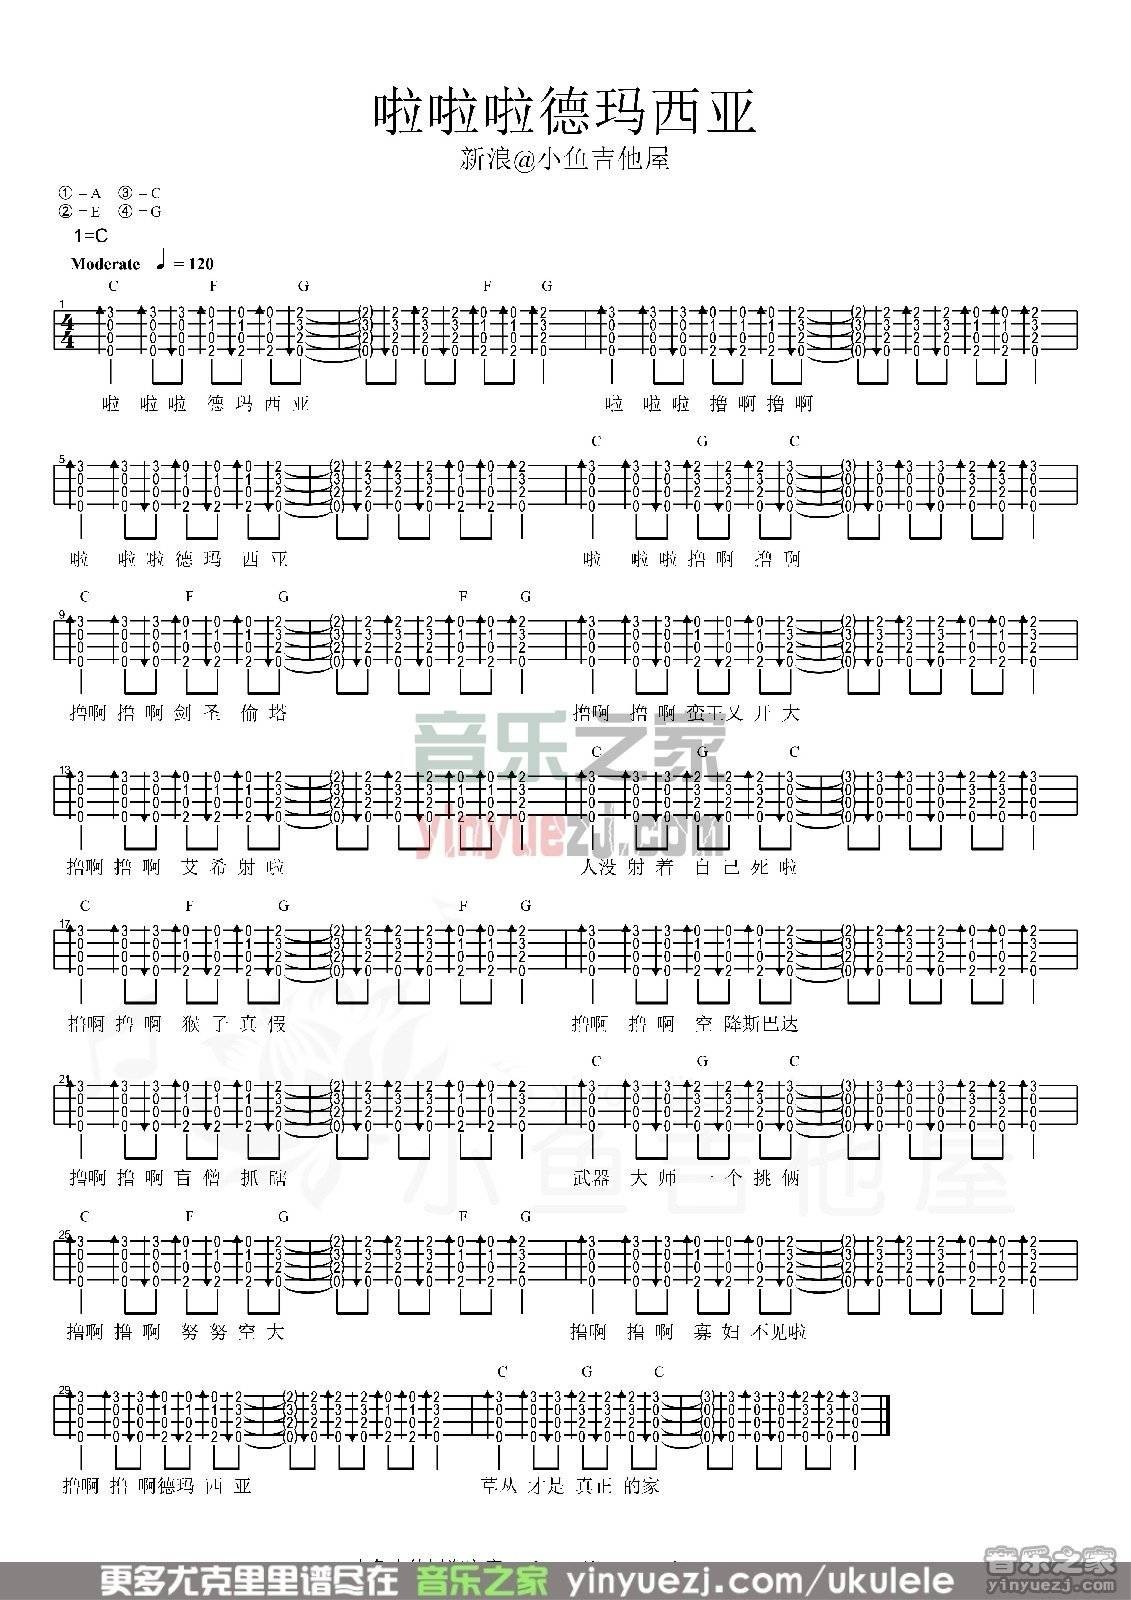 啦啦啦德玛西亚
新浪@小鱼吉他屋
①=A ③=C
②=E ④=G
1=C
Moderate ♩ = 120
C F G F G
啦 啦啦 德玛西亚 啦 啦啦 撸啊撸啊
C G C
啦 啦啦德玛 西亚 啦 啦啦撸啊 撸啊
C F G F G
撸啊 撸啊剑圣 偷塔 撸啊 撸啊蛮王又开大
C G C
撸啊撸啊 艾希射啦 人没射着 自己死啦
C F G F G
撸啊撸啊 猴子真假 撸啊 撸啊 空降斯巴达
C G C
撸啊撸啊盲僧 抓瞎 武器 大师 一个挑俩
C F G F G
撸啊撸啊 努努空大 撸啊 撸啊 寡妇不见啦
C G C
撸啊撸啊德玛西亚 草丛才是真正的家
音乐之家
yinyuezj.com
小鱼吉他屋
更多尤克里里谱尽在 音乐之家 yinyuezj.com/ukulele
音乐之家
yinyuezj.com